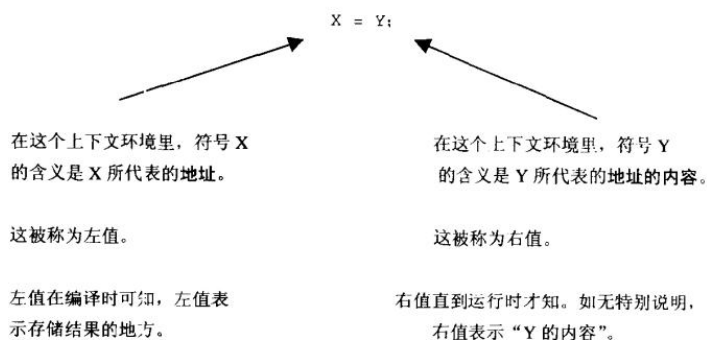 X = Y;
在这个上下文环境里，符号 X
的含义是 X 所代表的地址。
这被称为左值。
左值在编译时可知，左值表
示存储结果的地方。
在这个上下文环境里，符号 Y
的含义是 Y 所代表的地址的内容。
这被称为右值。
右值直到运行时才知。如无特别说明，
右值表示“Y 的内容”。